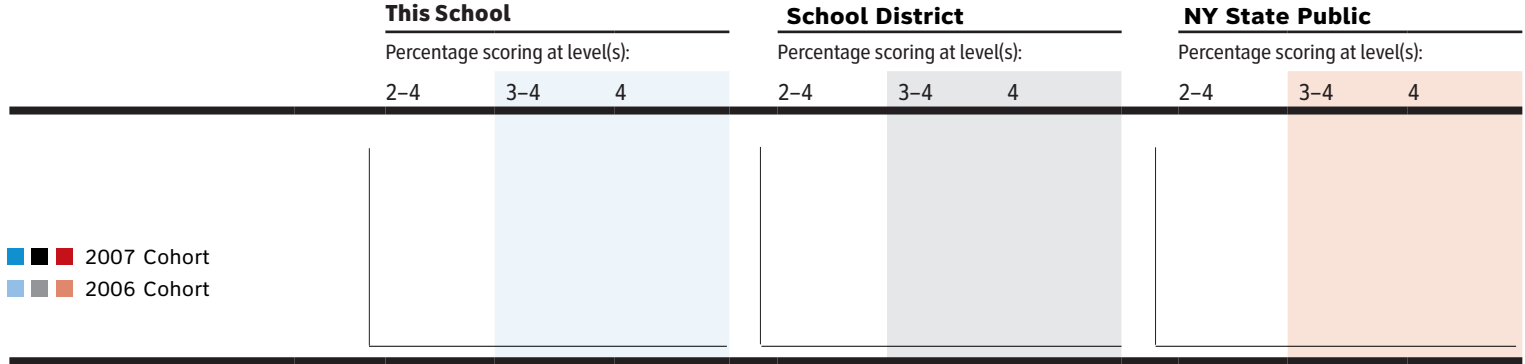 This School School District NY State Public
Percentage scoring at level(s): Percentage scoring at level(s): Percentage scoring at level(s):
2–4 3–4 4 2–4 3–4 4 2–4 3–4 4
2007 Cohort
2006 Cohort